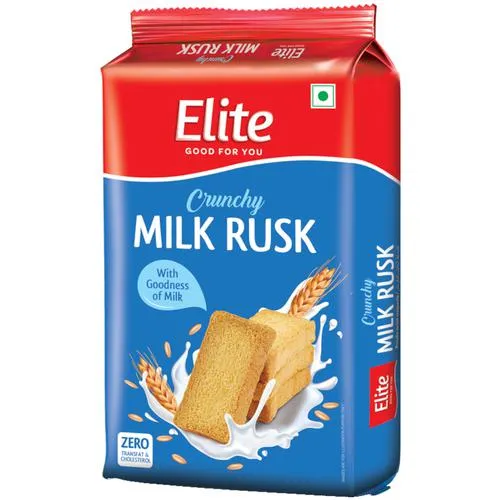 Crunchy
MILK RUSK
Elite
Elite
GOOD FOR YOU
Crunchy
MILK RUSK
With
Goodness
of Milk
ZERO
TRANSFAT &
CHOLESTEROL
Crunchy
MILK RUSK
Elite